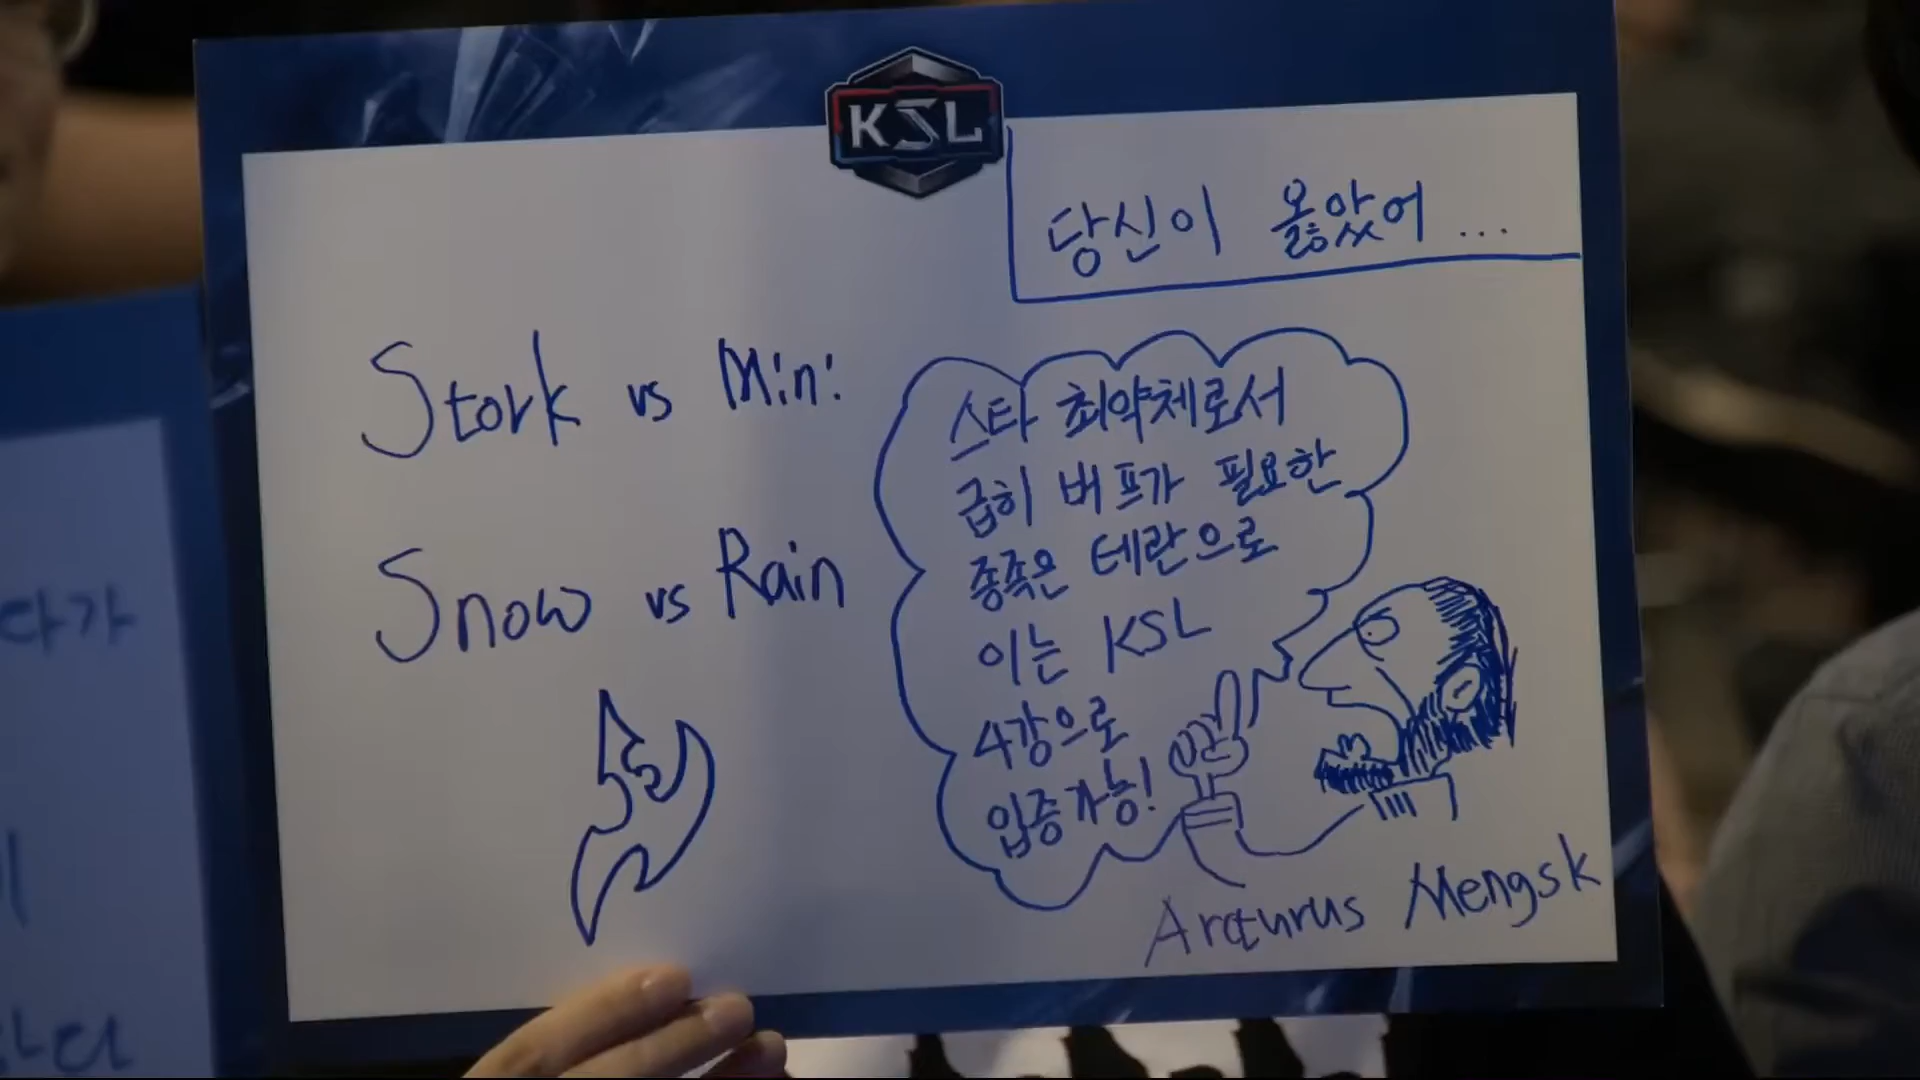 KSL
당신이 옳았어...
Stork vs Mini
Snow vs Rain
스타 최약체로서
급히 버프가 필요한
종족은 테란으로
이는 KSL
4강으로
입증가능!
Arcturus Mengsk
다가